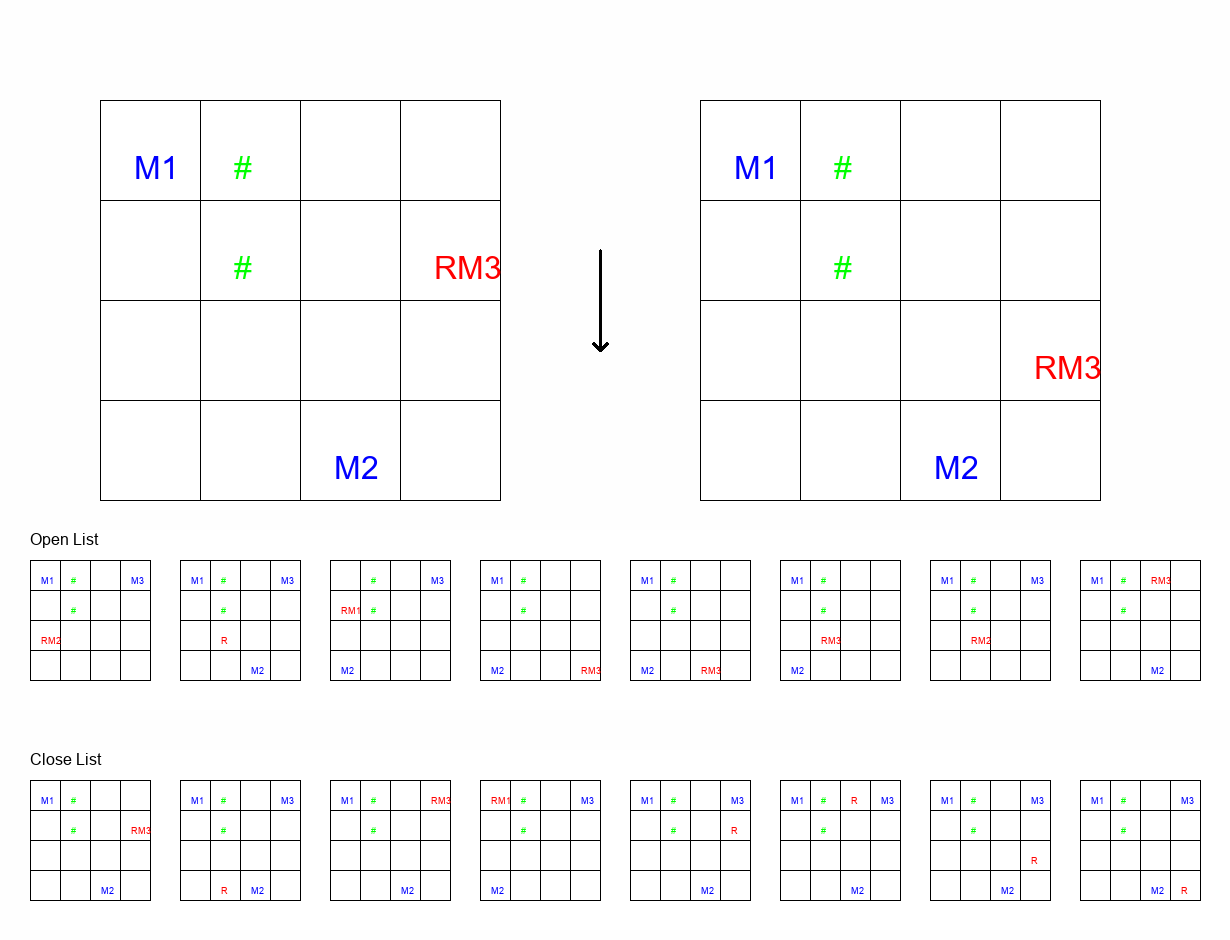 M1 # M1 #
# RM3 #
RM3
M2 M2
Open List
M1 # M3 M1 # M3 # M3 M1 # M1 # M1 # M1 # M3 M1 # RM3
# # RM1 # # # # # #
RM2 R RM3 RM2
M2 M2 M2 RM3 M2 RM3 M2 M2
Close List
M1 # M1 # M3 M1 # RM3 RM1 # M3 M1 # M3 M1 # R M3 M1 # M3 M1 # M3
# RM3 # # # # R # # #
R
M2 R M2 M2 M2 M2 M2 M2 M2 R